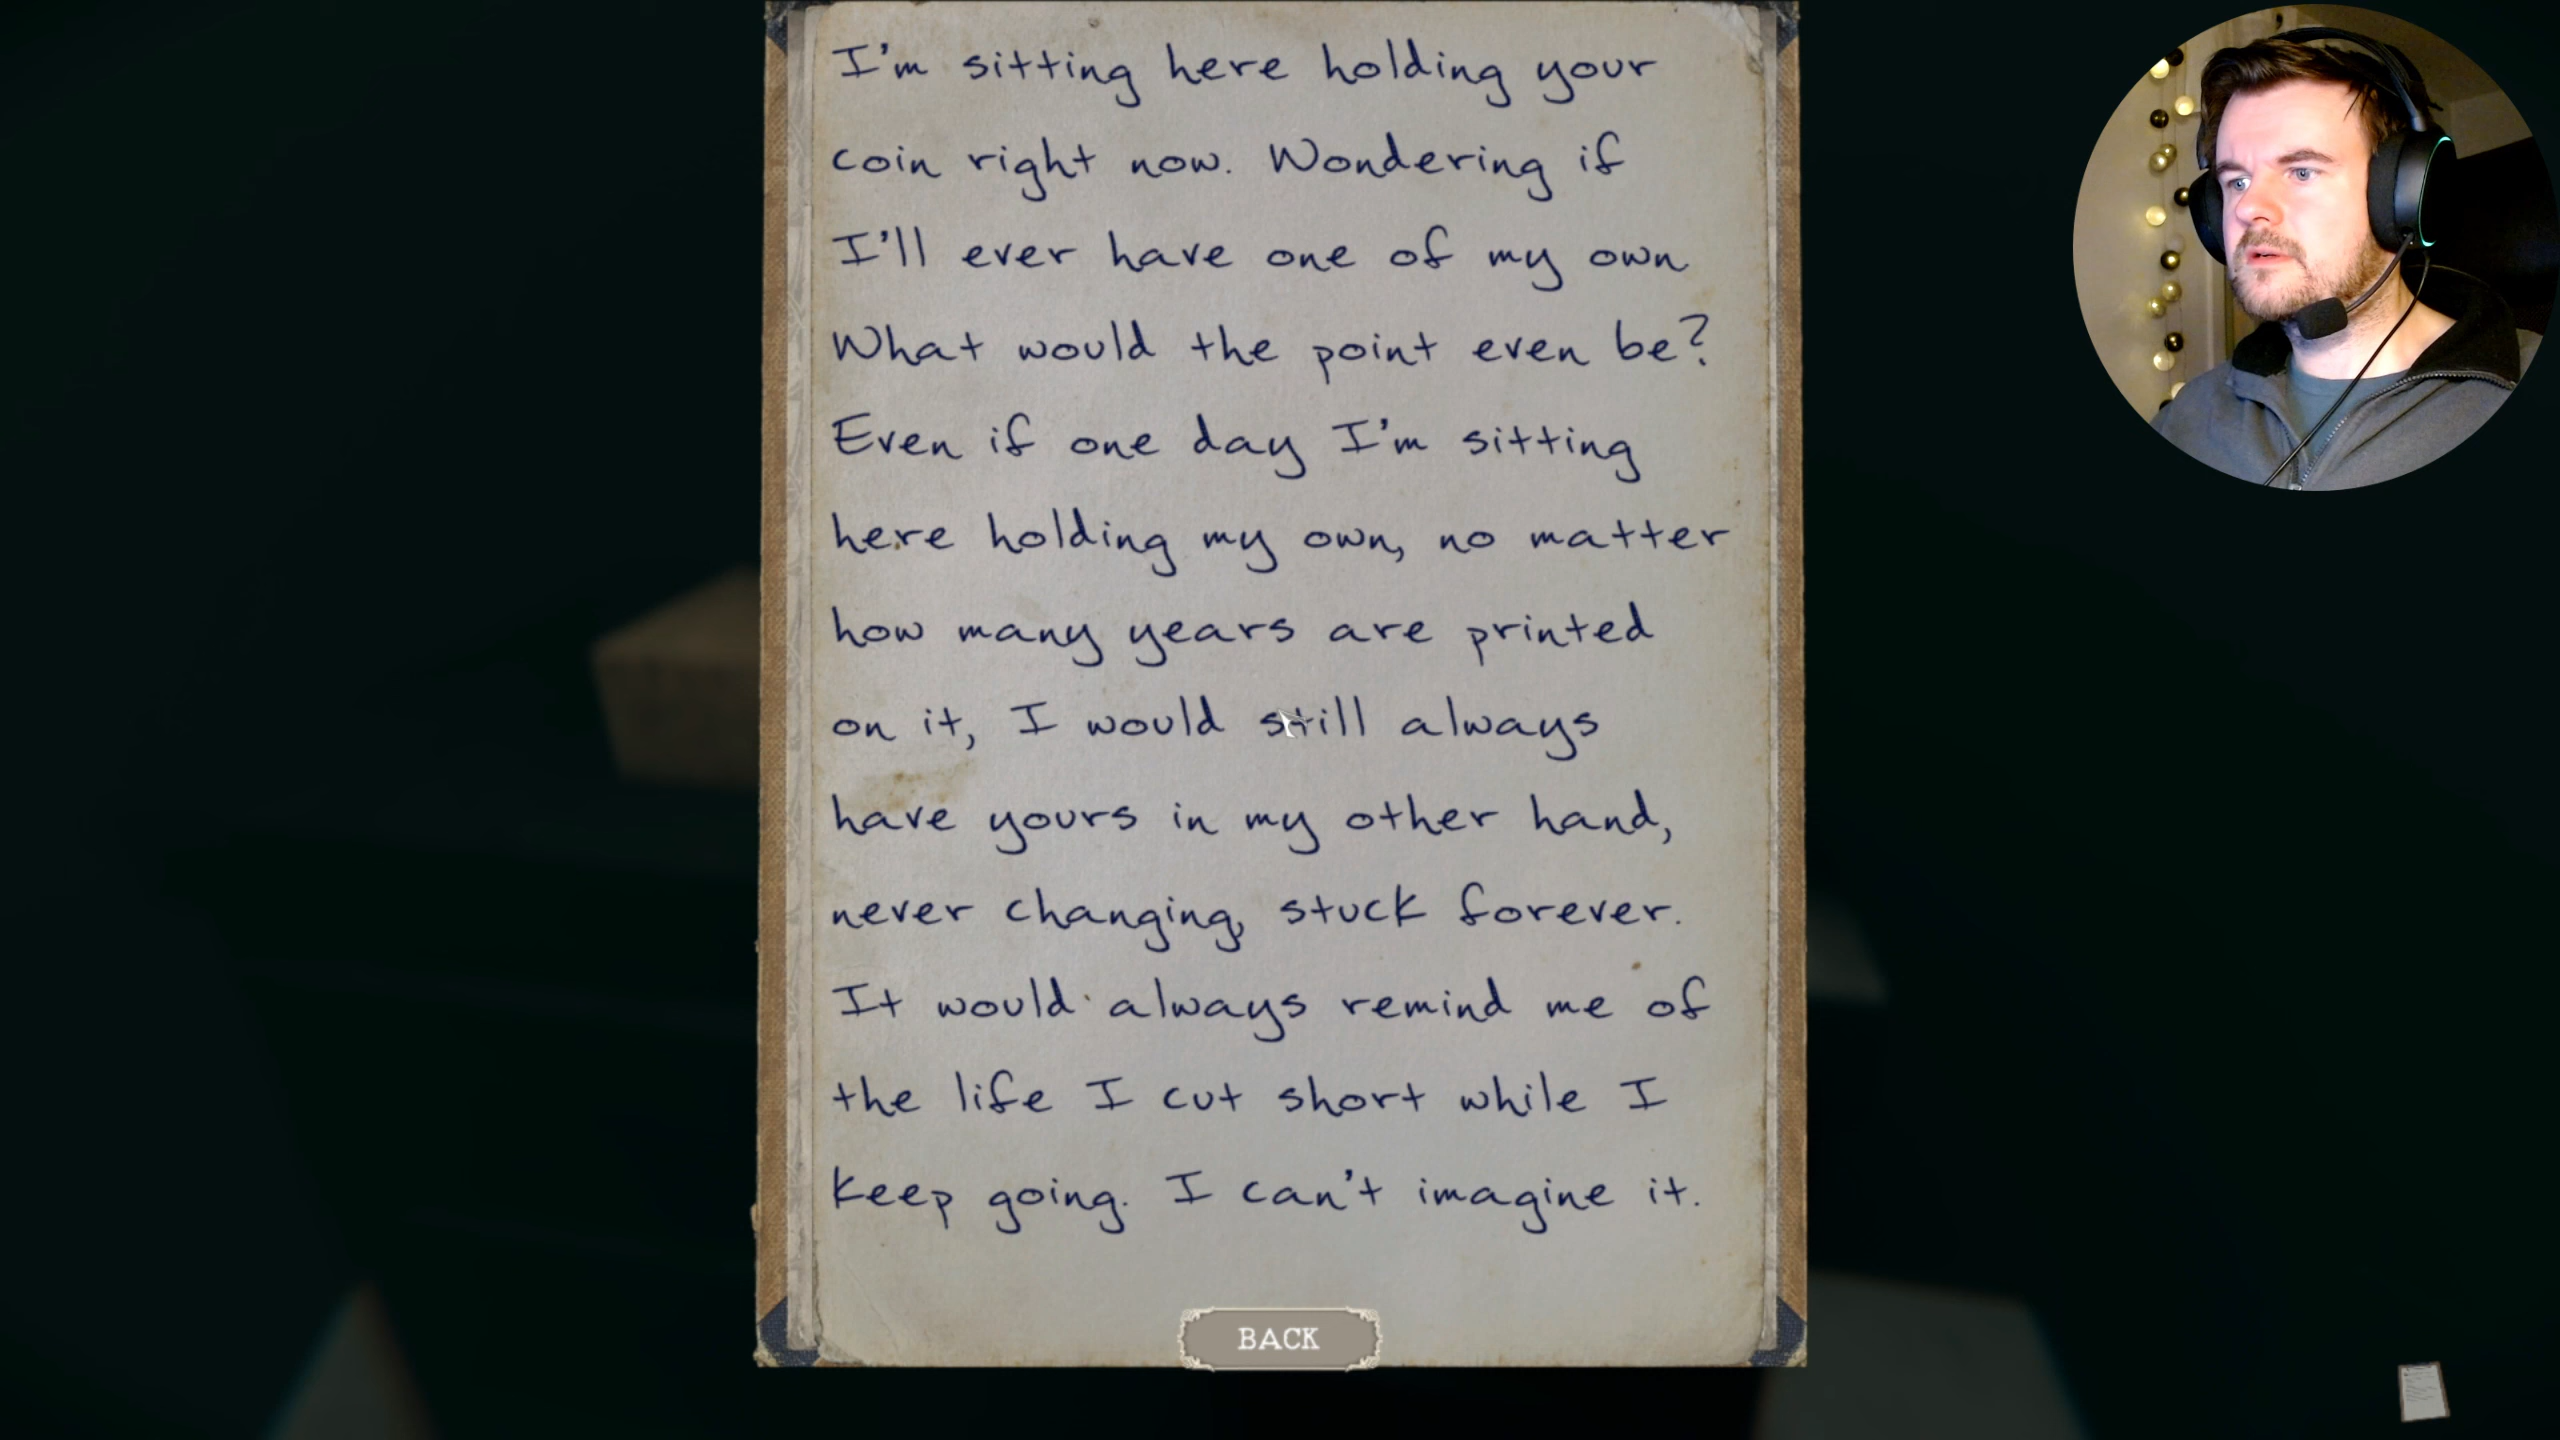 I'm sitting here holding your
coin right now. Wondering if
I'll ever have one of my own
What would the point even be?
Even if one day I'm sitting
here holding my own, no matter
how many years are printed
on it, I would still always
have yours in my other hand,
never changing, stuck forever.
It would always remind me of
the life I cut short while I
keep going. I can't imagine it.
BACK